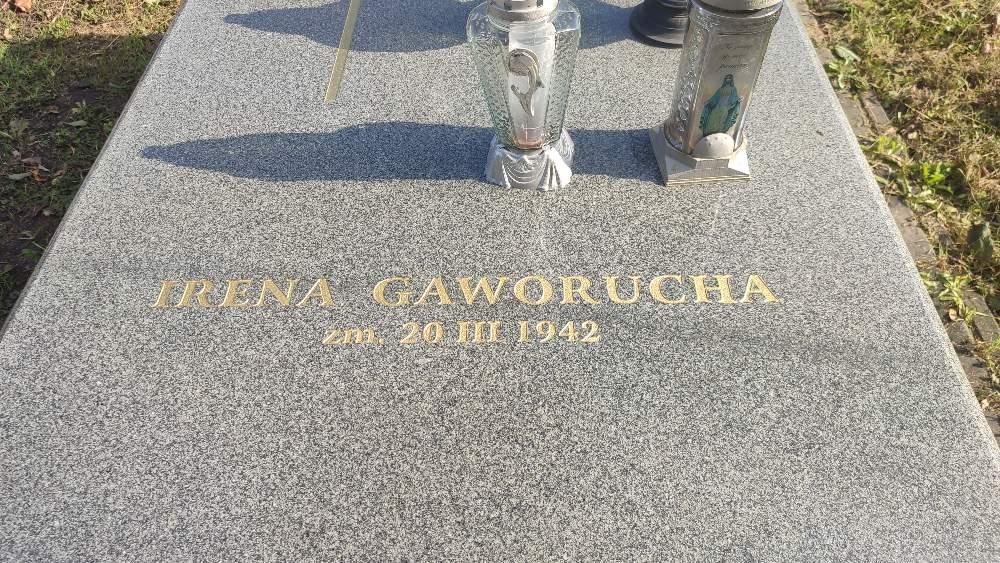 IRENA GAWORUCHA
zm. 20 III 1942